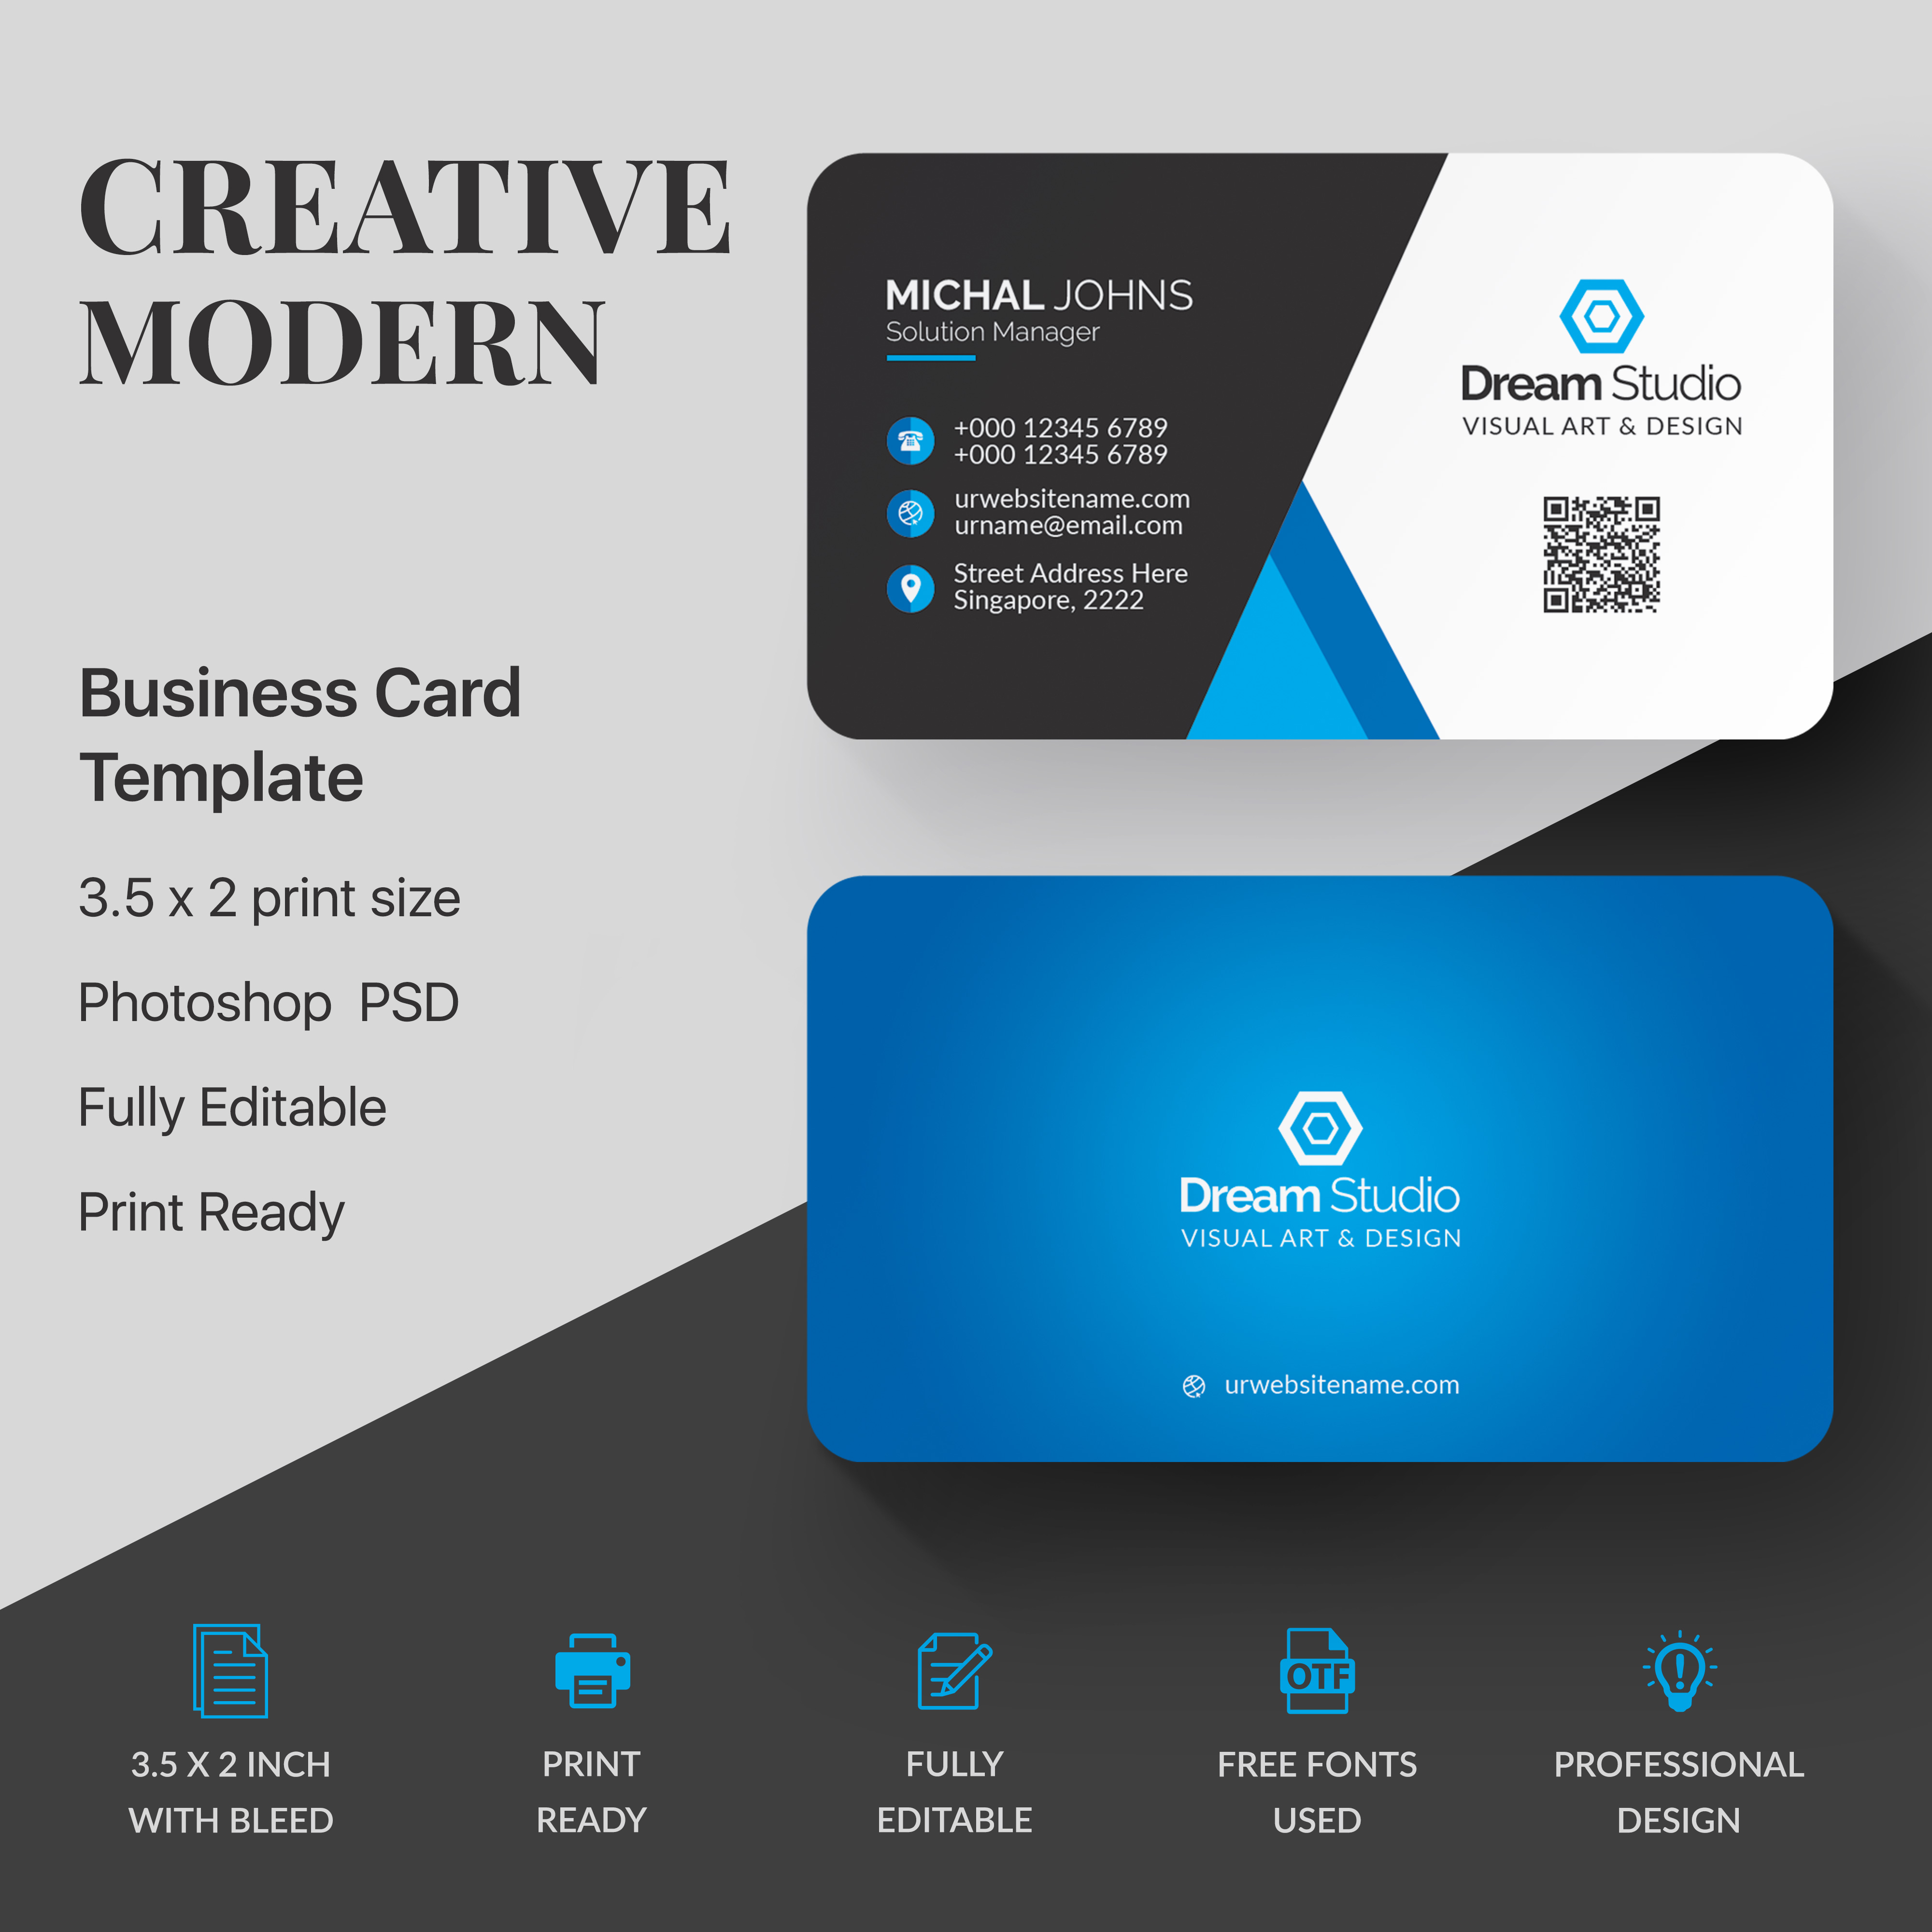 CREATIVE
MODERN
Business Card
Template
3.5 x 2 print size
Photoshop PSD
Fully Editable
Print Ready
MICHAL JOHNS
Solution Manager
+000 12345 6789
+000 12345 6789
urwebsitename.com
urname@email.com
Street Address Here
Singapore, 2222
Dream Studio
VISUAL ART & DESIGN
Dream Studio
VISUAL ART & DESIGN
urwebsitename.com
3.5 X 2 INCH
WITH BLEED
PRINT
READY
FULLY
EDITABLE
OTF
FREE FONTS
USED
PROFESSIONAL
DESIGN